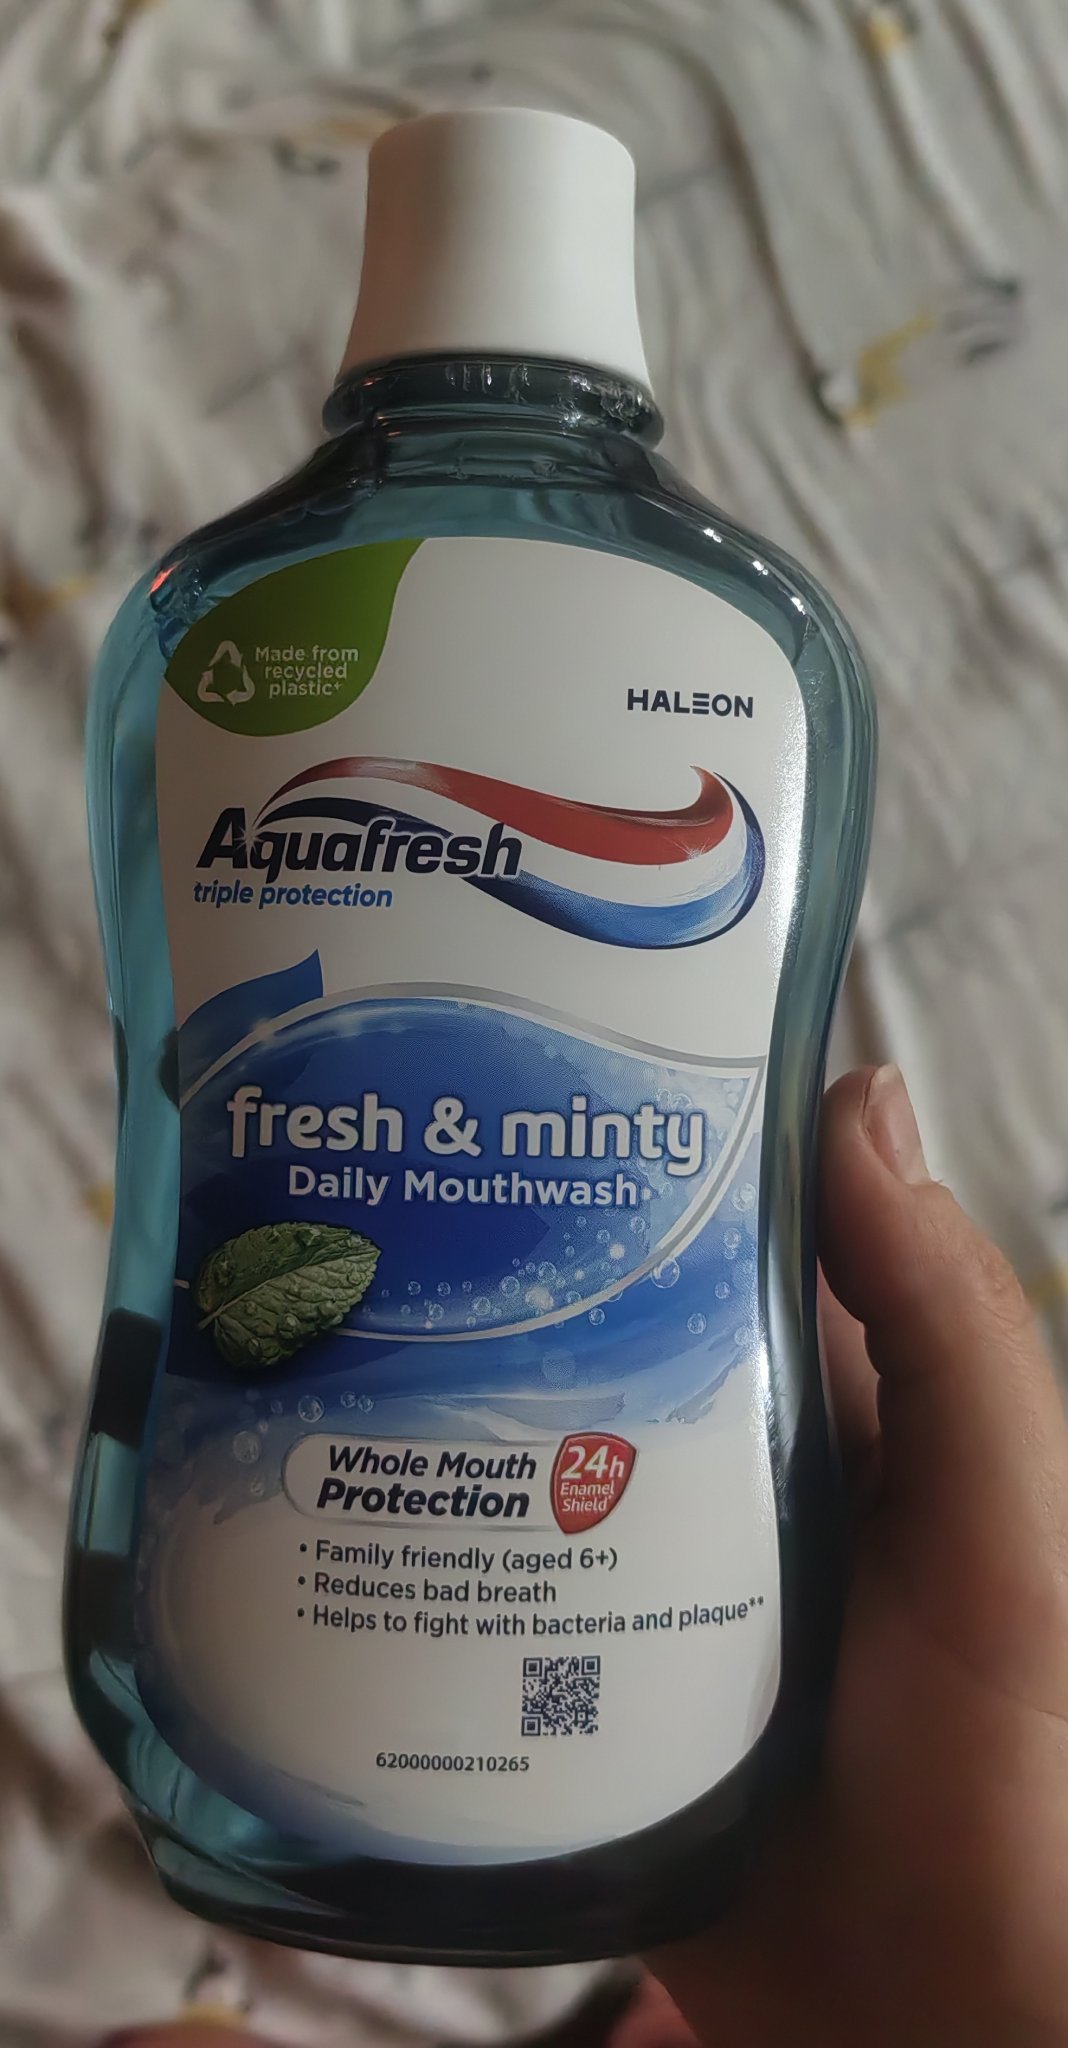 Made from
recycled
plastic+
HALEON
Aquafresh
triple protection
fresh & minty
Daily Mouthwash
Whole Mouth
Protection
24h
Enamel
Shield*
• Family friendly (aged 6+)
• Reduces bad breath
• Helps to fight with bacteria and plaque**
62000000210265